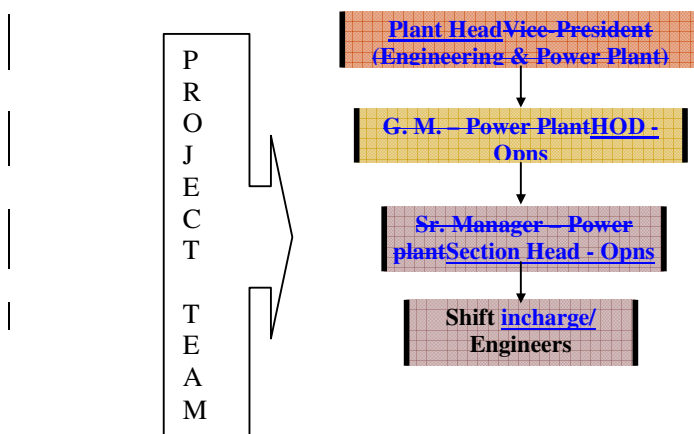 P
R
O
J
E
C
T
T
E
A
M
Plant HeadVice-President
(Engineering & Power Plant)
G. M. – Power PlantHOD -
Opns
Sr. Manager – Power
plantSection Head - Opns
Shift incharge/
Engineers